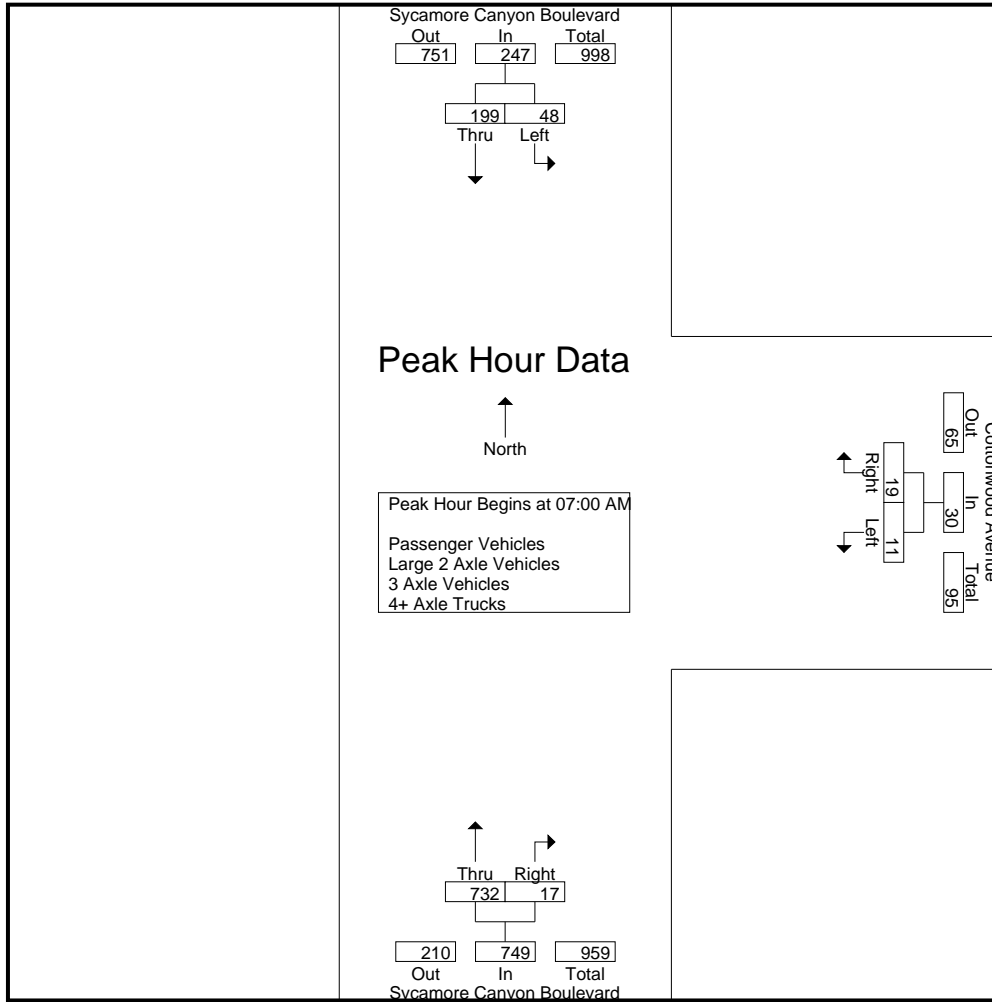 Sycamore Canyon Boulevard
Out In Total
751 247 998
199 48
Thru Left
Peak Hour Data
North
Peak Hour Begins at 07:00 AM
Passenger Vehicles
Large 2 Axle Vehicles
3 Axle Vehicles
4+ Axle Trucks
Cottonwood Avenue
Out In Total
65 30 95
19 11
Right Left
Thru Right
732 17
210 749 959
Out In Total
Sycamore Canyon Boulevard